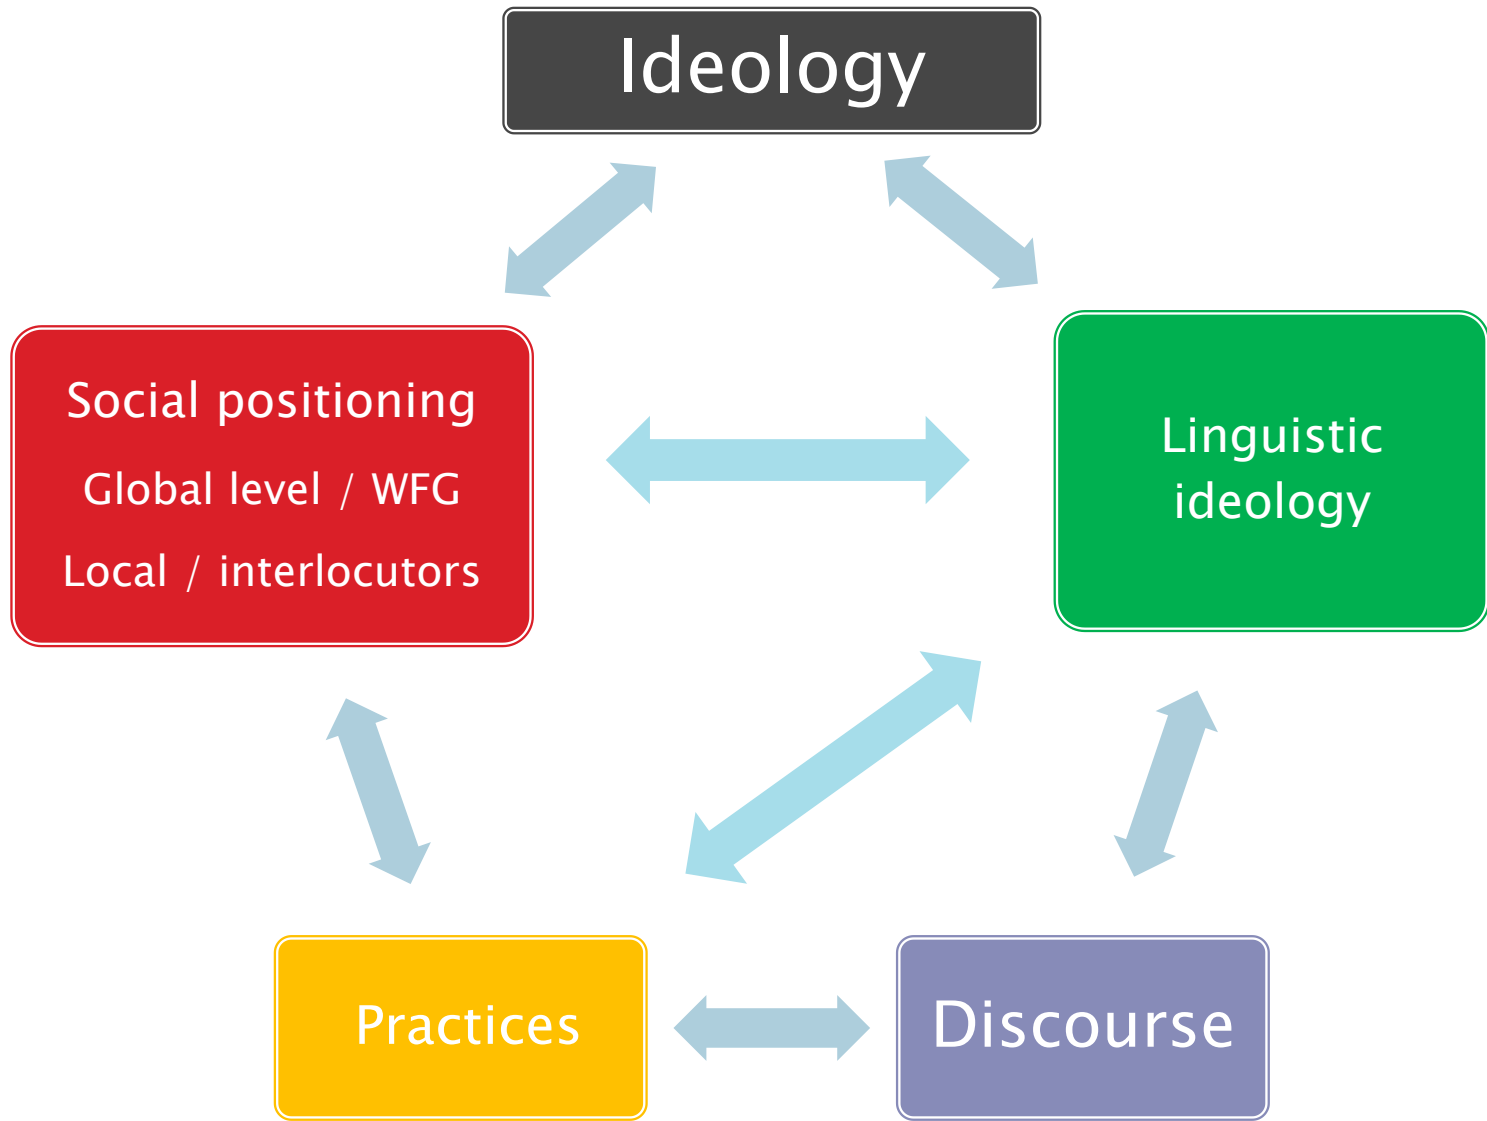 Ideology
Social positioning
Global level / WFG
Local / interlocutors
Linguistic
ideology
Practices
Discourse